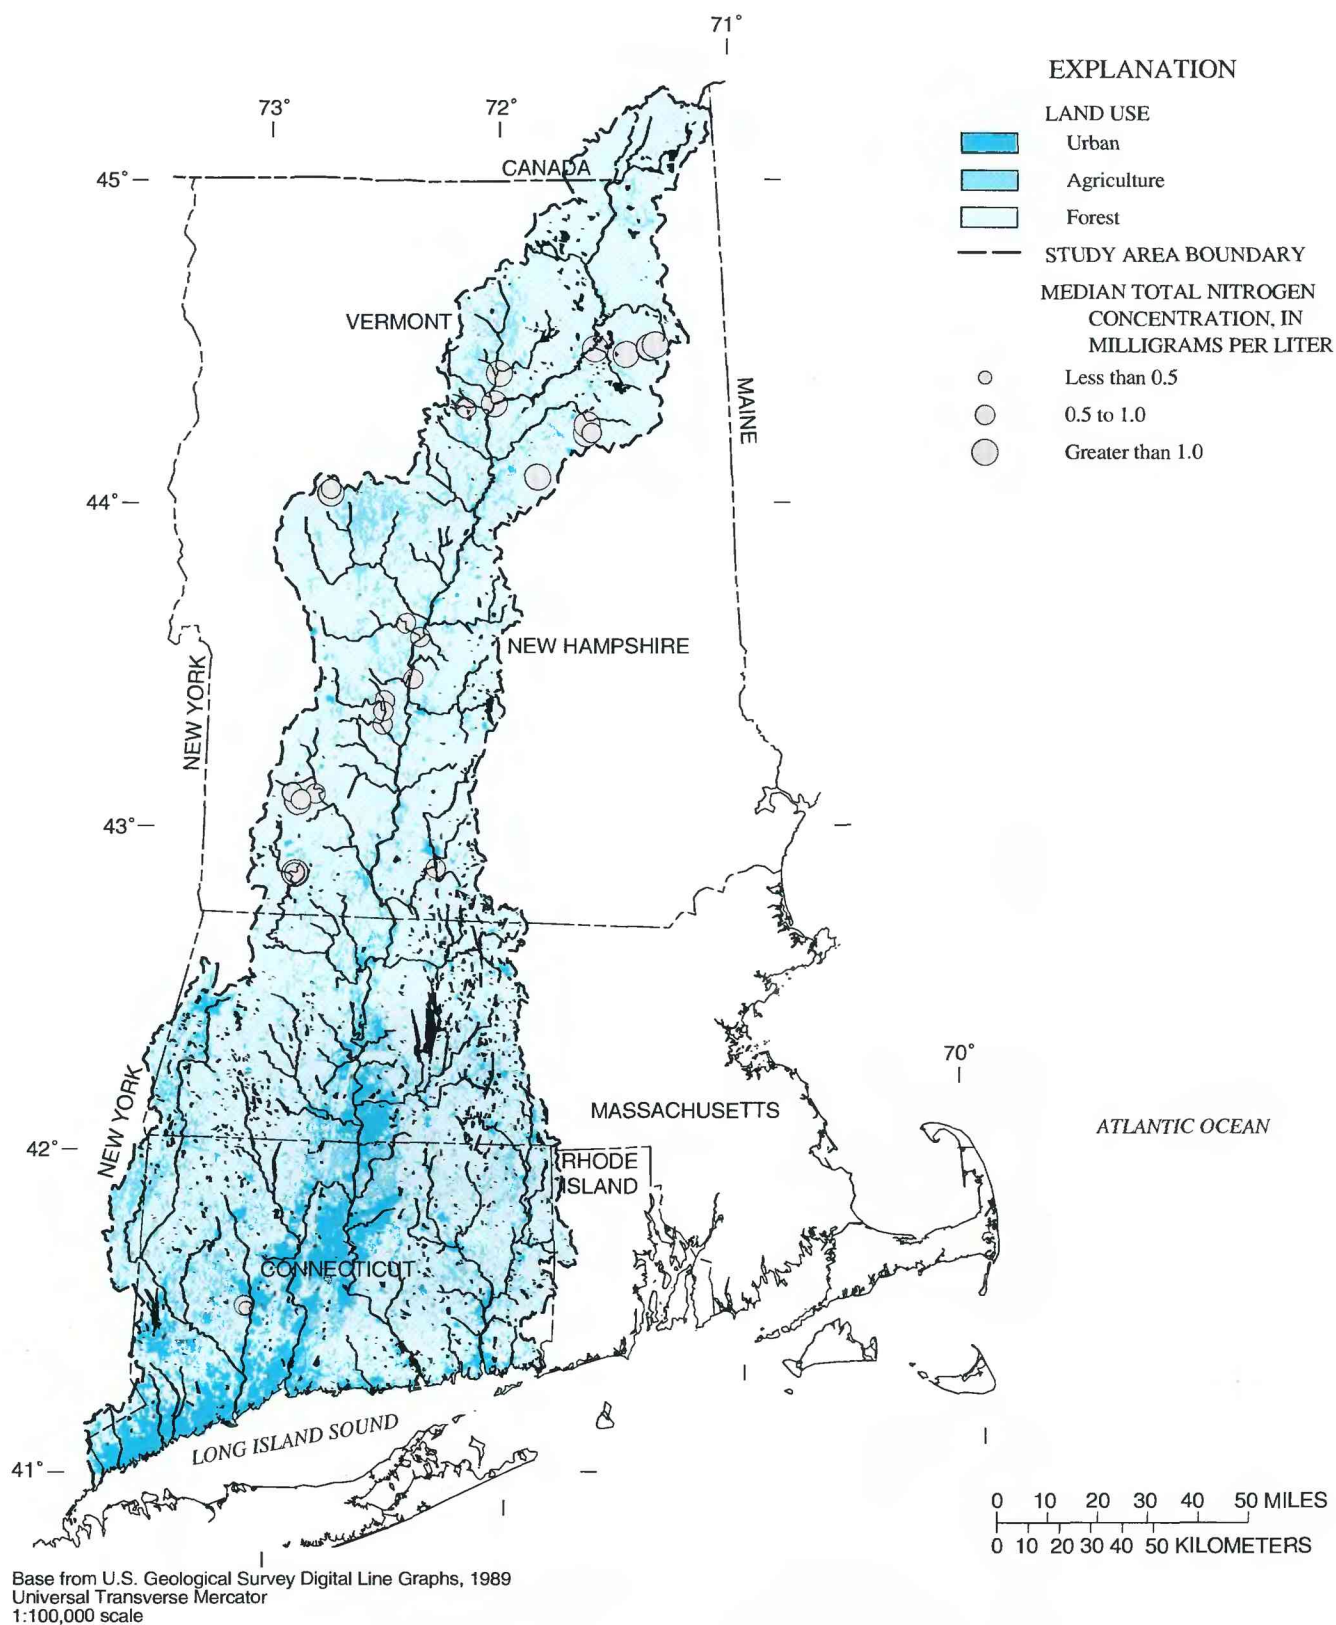 71°
73°
72°
EXPLANATION
LAND USE
Urban
Agriculture
Forest
STUDY AREA BOUNDARY
MEDIAN TOTAL NITROGEN
CONCENTRATION, IN
MILLIGRAMS PER LITER
Less than 0.5
0.5 to 1.0
Greater than 1.0
CANADA
45°
VERMONT
MAINE
44°
NEW HAMPSHIRE
NEW YORK
43°
70°
NEW YORK
MASSACHUSETTS
ATLANTIC OCEAN
42°
RHODE
ISLAND
CONNECTICUT
LONG ISLAND SOUND
41°
0 10 20 30 40 50 MILES
0 10 20 30 40 50 KILOMETERS
Base from U.S. Geological Survey Digital Line Graphs, 1989
Universal Transverse Mercator
1:100,000 scale